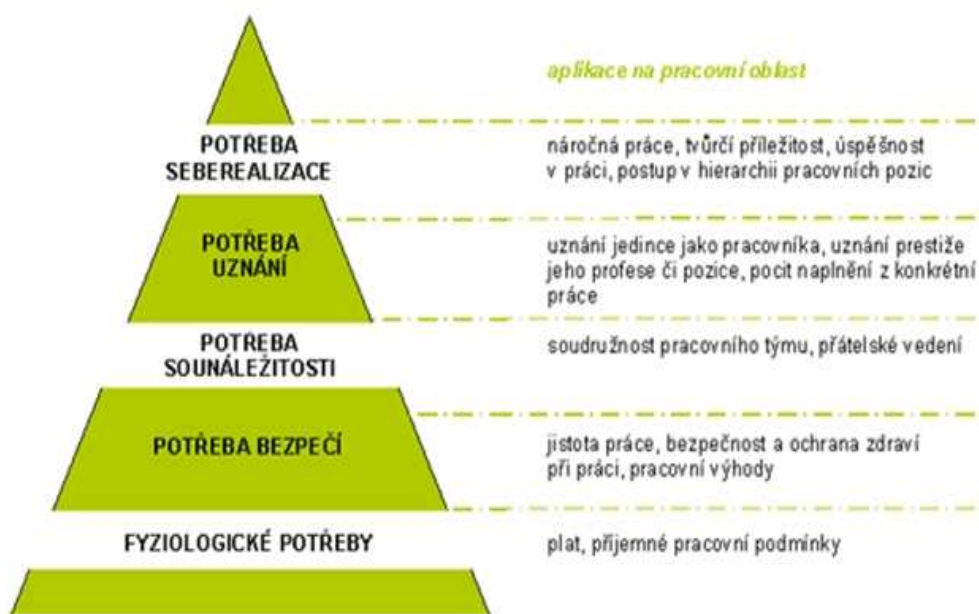 aplikace na pracovní oblast
POTŘEBA
SEBEREALIZACE
náročná práce, tvůrčí příležitost, úspěšnost
v práci, postup v hierarchii pracovních pozic
POTŘEBA
UZNÁNÍ
uznání jedince jako pracovníka, uznání prestiže
jeho profese či pozice, pocit naplnění z konkrétní
práce
POTŘEBA
SOUNÁLEŽITOSTI
soudružnost pracovního týmu, přátelské vedení
POTŘEBA BEZPEČÍ
jistota práce, bezpečnost a ochrana zdraví
při práci, pracovní výhody
FYZIOLOGICKÉ POTŘEBY
plat, příjemné pracovní podmínky